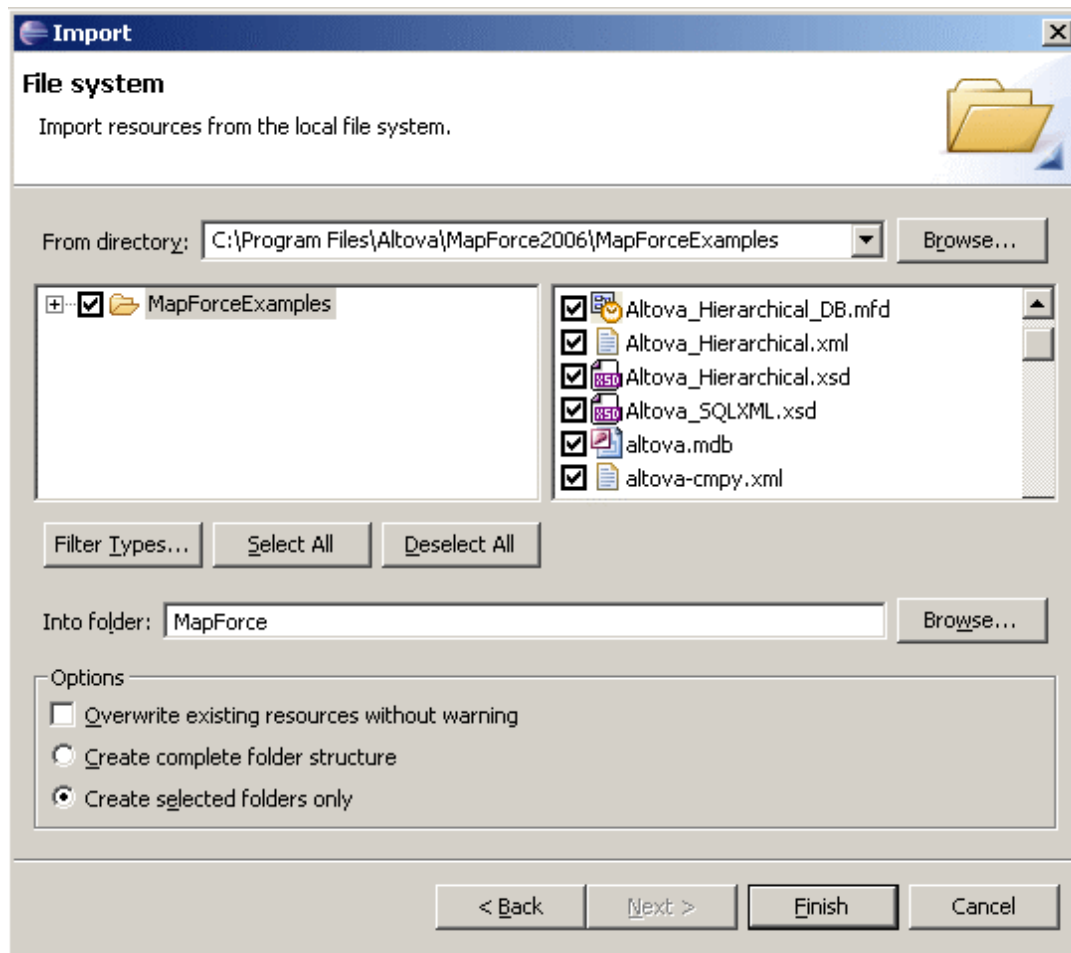 Import
File system
Import resources from the local file system.
From directory: C:\Program Files\Altova\MapForce2006\MapForceExamples Browse...
MapForceExamples
Altova_Hierarchical_DB.mfd
Altova_Hierarchical.xml
XSD Altova_Hierarchical.xsd
XSD Altova_SQLXML.xsd
altova.mdb
altova-cmpy.xml
Filter Types... Select All Deselect All
Into folder: MapForce Browse...
Options
Overwrite existing resources without warning
Create complete folder structure
Create selected folders only
< Back Next > Finish Cancel